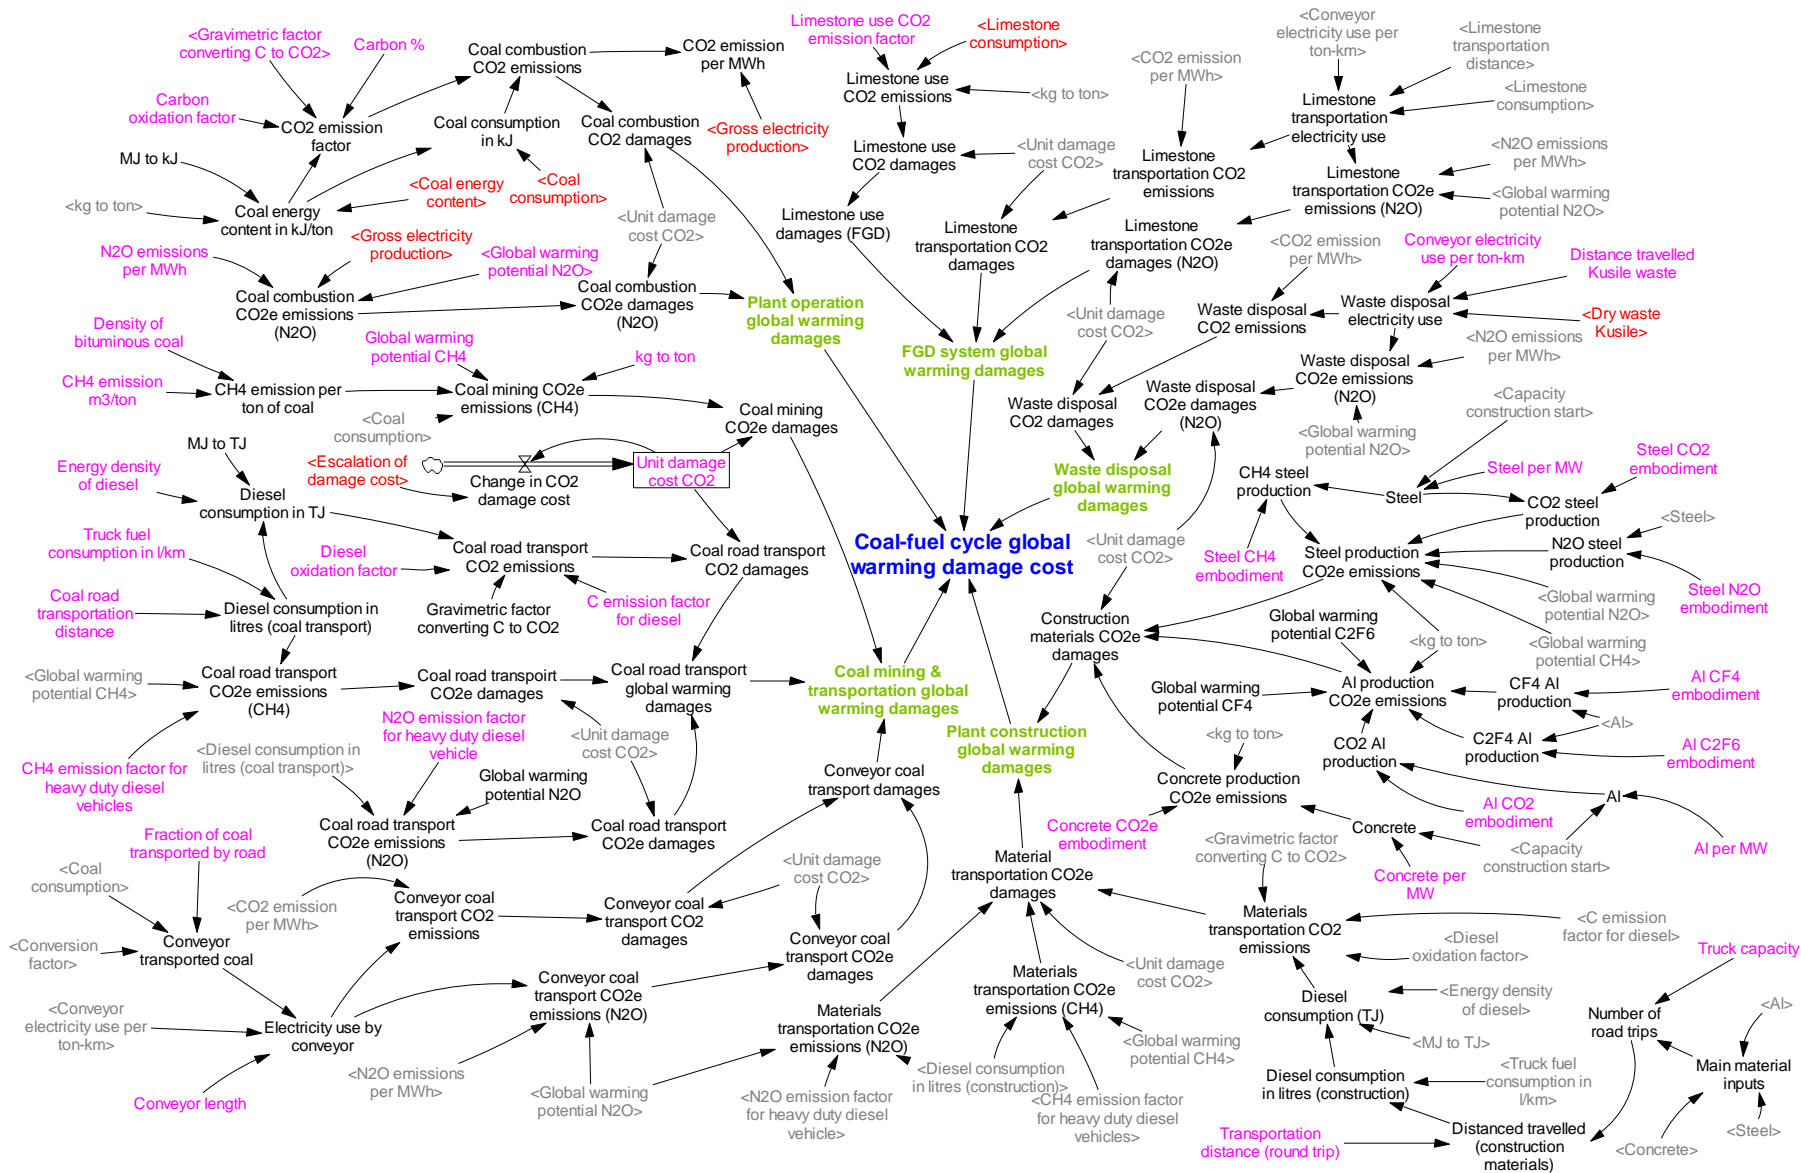 <Gravimetric factor
converting C to CO2>
Carbon %
Coal combustion
CO2 emissions
CO2 emission
per MWh
Limestone use CO2
emission factor
<Limestone
consumption>
<Conveyor
electricity use per
ton-km>
<Limestone
transportation
distance>
Carbon
oxidation factor
CO2 emission
factor
Coal consumption
in kJ
Coal combustion
CO2 damages
<Gross electricity
production>
Limestone use
CO2 emissions
<kg to ton>
<CO2 emission
per MWh>
Limestone
transportation
electricity use
<Limestone
consumption>
MJ to kJ
<Coal energy
content>
<Coal
consumption>
Limestone use
CO2 damages
<Unit damage
cost CO2>
Limestone
transportation CO2
emissions
<N2O emissions
per MWh>
Limestone
transportation CO2e
emissions (N2O)
<Global warming
potential N2O>
<kg to ton>
Coal energy
content in kJ/ton
<Unit damage
cost CO2>
Limestone use
damages (FGD)
Limestone
transportation CO2
damages
Limestone
transportation CO2e
damages (N2O)
<CO2 emission
per MWh>
Conveyor electricity
use per ton-km
Distance travelled
Kusile waste
N2O emissions
per MWh
<Gross electricity
production>
<Global warming
potential N2O>
Coal combustion
CO2e emissions
(N2O)
Coal combustion
CO2e damages
(N2O)
Plant operation
global warming
damages
<Unit damage
cost CO2>
Waste disposal
CO2 emissions
Waste disposal
electricity use
<Dry waste
Kusile>
Density of
bituminous coal
Global warming
potential CH4
kg to ton
FGD system global
warming damages
<N2O emissions
per MWh>
CH4 emission
m3/ton
CH4 emission per
ton of coal
Coal mining CO2e
emissions (CH4)
Coal mining
CO2e damages
Waste disposal
CO2 damages
Waste disposal
CO2e damages
(N2O)
Waste disposal
CO2e emissions
(N2O)
<Global warming
potential N2O>
<Capacity
construction start>
<Coal
consumption>
MJ to TJ
<Escalation of
damage cost>
Change in CO2
damage cost
Unit damage
cost CO2
Waste disposal
global warming
damages
CH4 steel
production
Steel per MW
Steel
Steel CO2
embodiment
CO2 steel
production
Energy density
of diesel
Diesel
consumption in TJ
Truck fuel
consumption in l/km
Diesel
oxidation factor
Coal road transport
CO2 emissions
Coal road transport
CO2 damages
Coal-fuel cycle global
warming damage cost
<Unit damage
cost CO2>
Steel CH4
embodiment
Steel production
CO2e emissions
<Steel>
N2O steel
production
Steel N2O
embodiment
Coal road
transportation
distance
Diesel consumption in
litres (coal transport)
Gravimetric factor
converting C to CO2
C emission factor
for diesel
Construction
materials CO2e
damages
Global warming
potential C2F6
<Global warming
potential N2O>
<kg to ton>
<Global warming
potential CH4>
<Global warming
potential CH4>
Coal road transport
CO2e emissions
(CH4)
Coal road transpoirt
CO2e damages
Coal road transport
global warming
damages
Coal mining &
transportation global
warming damages
Global warming
potential CF4
Al production
CO2e emissions
CF4 Al
production
Al CF4
embodiment
<Al>
N2O emission factor
for heavy duty diesel
vehicle
<Unit damage
cost CO2>
Plant construction
global warming
damages
<kg to ton>
CO2 Al
production
C2F4 Al
production
Al C2F6
embodiment
CH4 emission factor for
heavy duty diesel
vehicles
<Diesel consumption in
litres (coal transport)>
Global warming
potential N2O
Conveyor coal
transport damages
Concrete production
CO2e emissions
Al
Fraction of coal
transported by road
Coal road transport
CO2e emissions
(N2O)
Coal road transport
CO2e damages
Concrete CO2e
embodiment
Concrete
Al CO2
embodiment
Al per MW
<Coal
consumption>
<CO2 emission
per MWh>
Conveyor coal
transport CO2
emissions
Conveyor coal
transport CO2
damages
<Unit damage
cost CO2>
Material
transportation CO2e
damages
<Gravimetric factor
converting C to CO2>
Concrete per
MW
<Capacity
construction start>
<Conversion
factor>
Conveyor
transported coal
Conveyor coal
transport CO2e
damages
Materials
transportation CO2
emissions
<C emission
factor for diesel>
<Diesel
oxidation factor>
Truck capacity
<Conveyor
electricity use per
ton-km>
Electricity use by
conveyor
Conveyor coal
transport CO2e
emissions (N2O)
Materials
transportation CO2e
emissions (N2O)
Materials
transportation CO2e
emissions (CH4)
<Unit damage
cost CO2>
<Global warming
potential CH4>
Diesel
consumption (TJ)
<Energy density
of diesel>
<MJ to TJ>
Number of
road trips
<Al>
Conveyor length
<N2O emissions
per MWh>
<Global warming
potential N2O>
<N2O emission factor
for heavy duty diesel
vehicle>
<Diesel consumption
in litres (construction)>
<CH4 emission factor
for heavy duty diesel
vehicles>
Diesel consumption
in litres (construction)
<Truck fuel
consumption in
l/km>
Main material
inputs
Transportation
distance (round trip)
Distanced travelled
(construction
materials)
<Concrete>
<Steel>